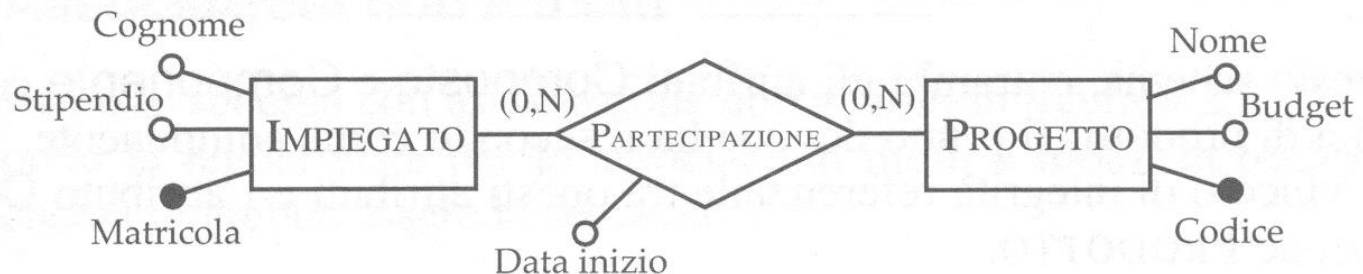 Cognome
Stipendio
IMPIEGATO
Matricola
(0,N)
PARTECIPAZIONE
Data inizio
(0,N)
PROGETTO
Nome
Budget
Codice